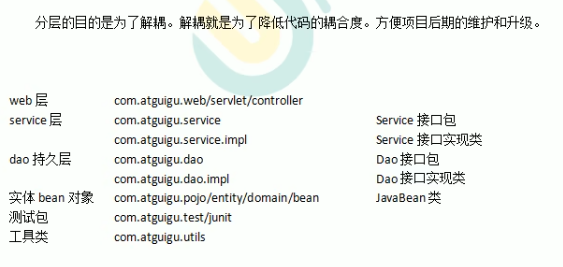 分层的目的是为了解耦。解耦就是为了降低代码的耦合度。方便项目后期的维护和升级。
web 层 com.atguigu.web/servlet/controller
service 层 com.atguigu.service Service 接口包
com.atguigu.service.impl Service 接口实现类
dao 持久层 com.atguigu.dao Dao 接口包
com.atguigu.dao.impl Dao 接口实现类
实体 bean 对象 com.atguigu.pojo/entity/domain/bean JavaBean 类
测试包 com.atguigu.test/junit
工具类 com.atguigu.utils